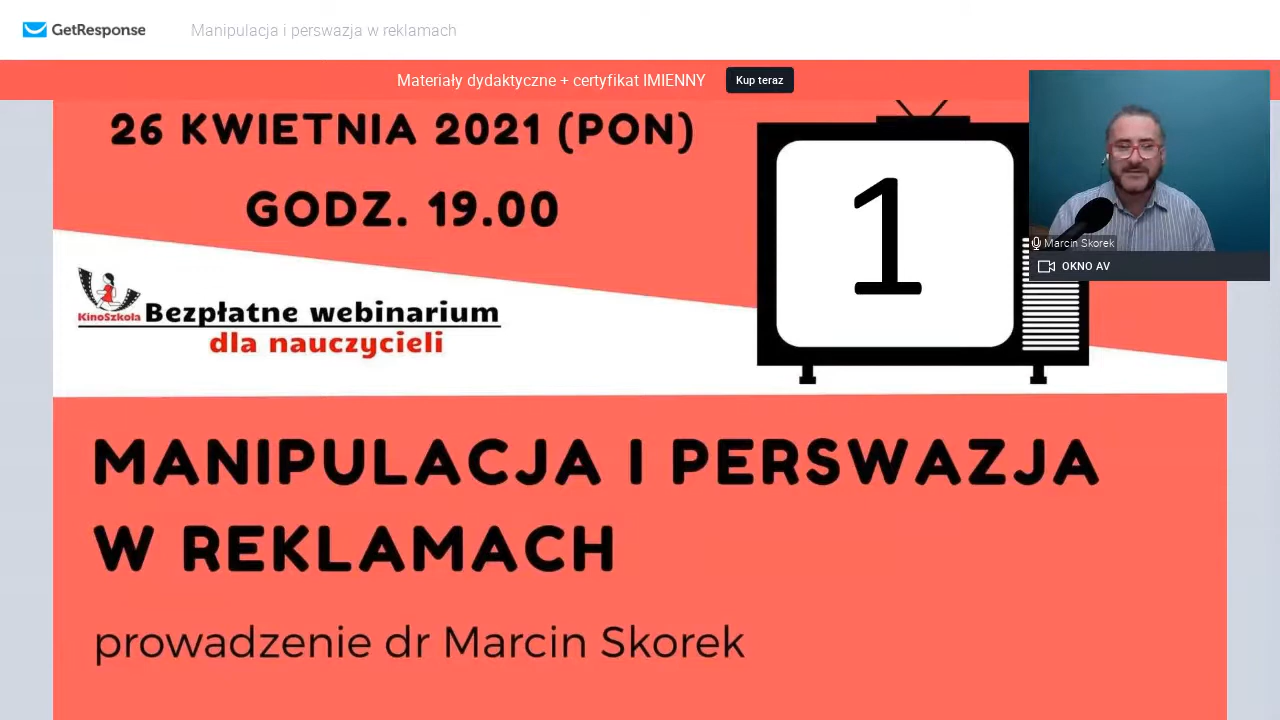 GetResponse
Manipulacja i perswazja w reklamach
Materiały dydaktyczne + certyfikat IMIENNY
Kup teraz
26 KWIETNIA 2021 (PON)
GODZ. 19.00
1
Marcin Skorek
OKNO AV
KinoSzkoła
Bezpłatne webinarium
dla nauczycieli
MANIPULACJA I PERSWAZJA
W REKLAMACH
prowadzenie dr Marcin Skorek